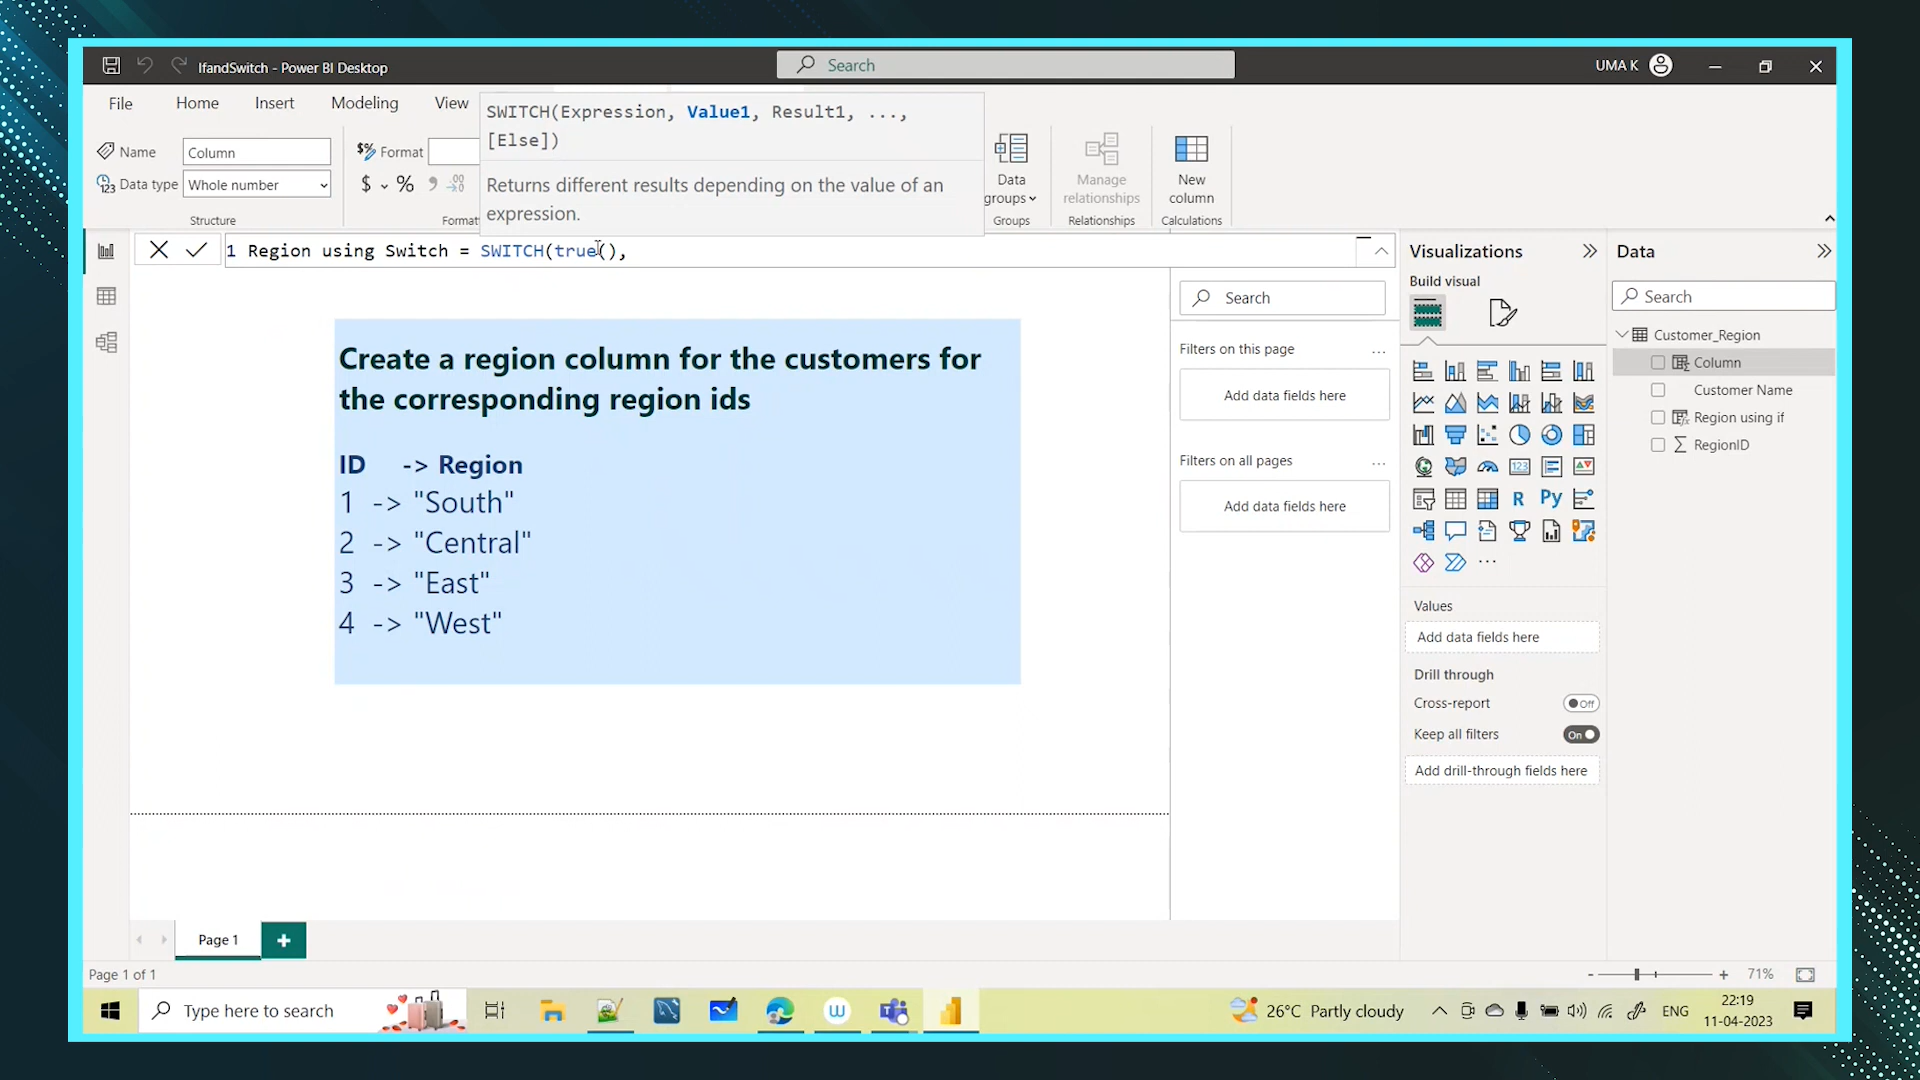 IfandSwitch - Power BI Desktop
Search
UMA K
File
Home
Insert
Modeling
View
SWITCH(Expression, Value1, Result1, ...,
[Else])
Returns different results depending on the value of an
expression.
Name
Column
Format
Data type
Whole number
$
%
Structure
Format
Data
groups
Groups
Manage
relationships
Relationships
New
column
Calculations
1 Region using Switch = SWITCH(true(),
Create a region column for the customers for
the corresponding region ids
ID -> Region
1 -> "South"
2 -> "Central"
3 -> "East"
4 -> "West"
Search
Filters on this page
...
Add data fields here
Filters on all pages
...
Add data fields here
Visualizations
Build visual
123
R
Py
...
Values
Add data fields here
Drill through
Cross-report
Off
Keep all filters
On
Add drill-through fields here
Data
Search
Customer_Region
Column
Customer Name
Region using if
RegionID
Page 1
Page 1 of 1
71%
Type here to search
26°C Partly cloudy
ENG
22:19
11-04-2023